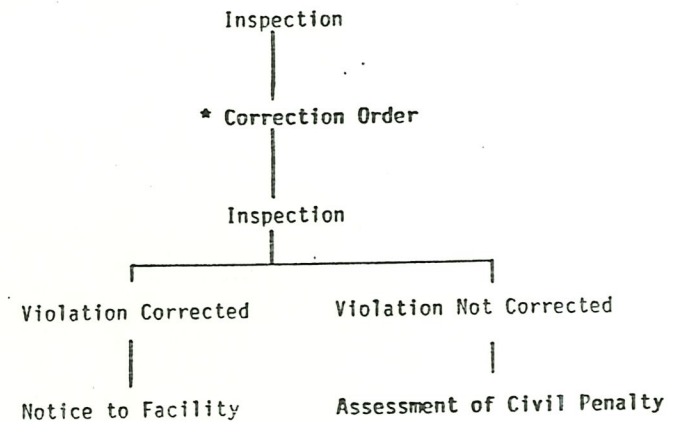 Inspection
* Correction Order
Inspection
Violation Corrected
Violation Not Corrected
Notice to Facility
Assessment of Civil Penalty